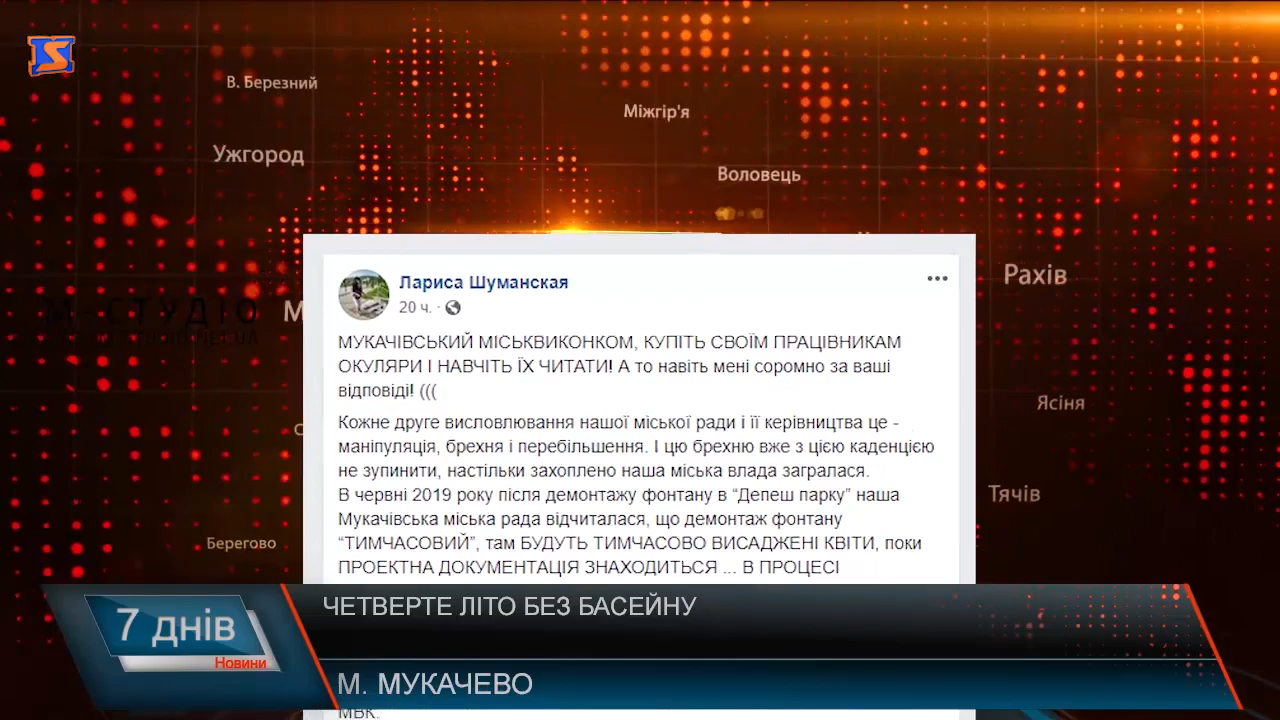 В. Березний
Міжгір'я
Ужгород
Воловець
Рахів
М-СТУДІО
М
Ясіня
Тячів
Берегово
Лариса Шуманская
20 ч.
МУКАЧІВСЬКИЙ МІСЬКВИКОНКОМ, КУПІТЬ СВОЇМ ПРАЦІВНИКАМ
ОКУЛЯРИ І НАВЧІТЬ ЇХ ЧИТАТИ! А то навіть мені соромно за ваші
відповіді! (((
Кожне друге висловлювання нашої міської ради і її керівництва це -
маніпуляція, брехня і перебільшення. І цю брехню вже з цією каденцією
не зупинити, настільки захоплено наша міська влада загралася.
В червні 2019 року після демонтажу фонтану в “Депеш парку” наша
Мукачівська міська рада відчиталася, що демонтаж фонтану
“ТИМЧАСОВИЙ”, там БУДУТЬ ТИМЧАСОВО ВИСАДЖЕНІ КВІТИ, поки
ПРОЕКТНА ДОКУМЕНТАЦІЯ ЗНАХОДИТЬСЯ ... В ПРОЦЕСІ
7 днів
Новини
ЧЕТВЕРТЕ ЛІТО БЕЗ БАСЕЙНУ
М. МУКАЧЕВО
МВК.